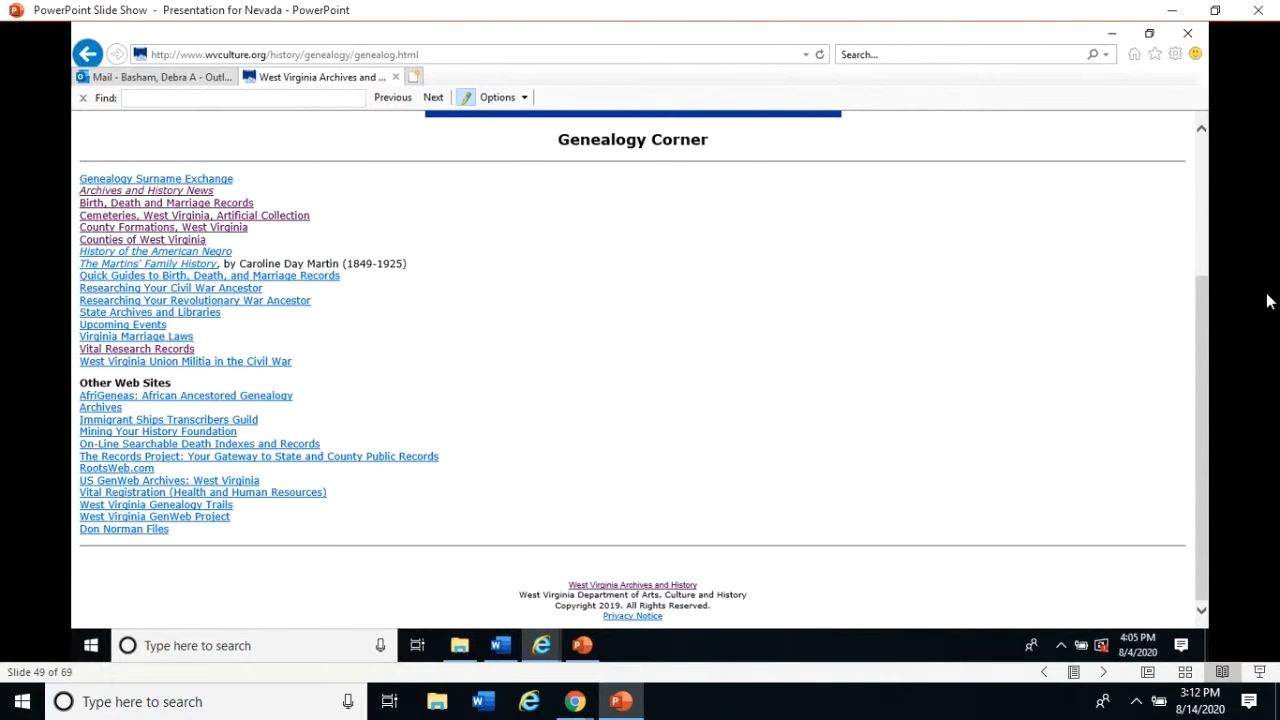 PowerPoint Slide Show - Presentation for Nevada - PowerPoint
http://www.wvculture.org/history/genealogy/genealog.html
Search...
Mail - Basham, Debra A - Outl...
West Virginia Archives and ...
Find:
Previous
Next
Options
Genealogy Corner
Genealogy Surname Exchange
Archives and History News
Birth, Death and Marriage Records
Cemeteries, West Virginia, Artificial Collection
County Formations, West Virginia
Counties of West Virginia
History of the American Negro
The Martins' Family History, by Caroline Day Martin (1849-1925)
Quick Guides to Birth, Death, and Marriage Records
Researching Your Civil War Ancestor
Researching Your Revolutionary War Ancestor
State Archives and Libraries
Upcoming Events
Virginia Marriage Laws
Vital Research Records
West Virginia Union Militia in the Civil War
Other Web Sites
AfriGeneas: African Ancestored Genealogy
Archives
Immigrant Ships Transcribers Guild
Mining Your History Foundation
On-Line Searchable Death Indexes and Records
The Records Project: Your Gateway to State and County Public Records
RootsWeb.com
US GenWeb Archives: West Virginia
Vital Registration (Health and Human Resources)
West Virginia Genealogy Trails
West Virginia GenWeb Project
Don Norman Files
West Virginia Archives and History
West Virginia Department of Arts, Culture and History
Copyright 2019. All Rights Reserved.
Privacy Notice
Type here to search
4:05 PM
8/4/2020
Slide 49 of 69
Type here to search
3:12 PM
8/14/2020